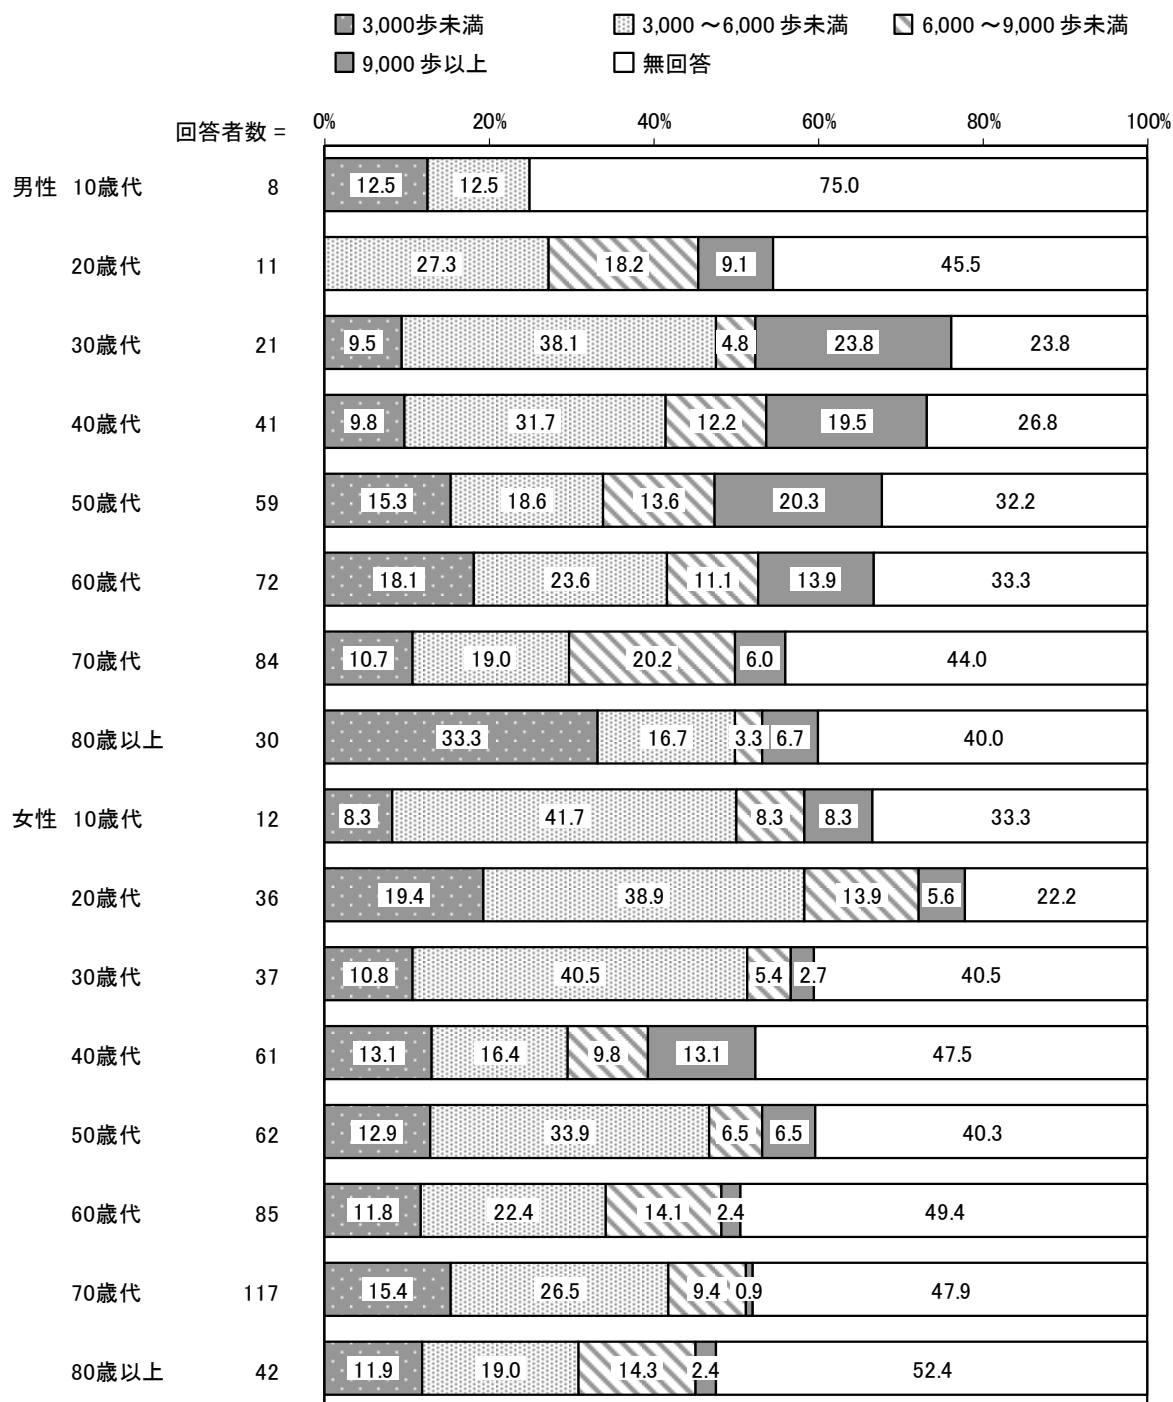 3,000歩未満 3,000～6,000 歩未満 6,000～9,000 歩未満
9,000 歩以上 無回答
回答者数 = 0% 20% 40% 60% 80% 100%
男性 10歳代 8 12.5 12.5 75.0
20歳代 11 27.3 18.2 9.1 45.5
30歳代 21 9.5 38.1 4.8 23.8 23.8
40歳代 41 9.8 31.7 12.2 19.5 26.8
50歳代 59 15.3 18.6 13.6 20.3 32.2
60歳代 72 18.1 23.6 11.1 13.9 33.3
70歳代 84 10.7 19.0 20.2 6.0 44.0
80歳以上 30 33.3 16.7 3.3 6.7 40.0
女性 10歳代 12 8.3 41.7 8.3 8.3 33.3
20歳代 36 19.4 38.9 13.9 5.6 22.2
30歳代 37 10.8 40.5 5.4 2.7 40.5
40歳代 61 13.1 16.4 9.8 13.1 47.5
50歳代 62 12.9 33.9 6.5 6.5 40.3
60歳代 85 11.8 22.4 14.1 2.4 49.4
70歳代 117 15.4 26.5 9.4 0.9 47.9
80歳以上 42 11.9 19.0 14.3 2.4 52.4